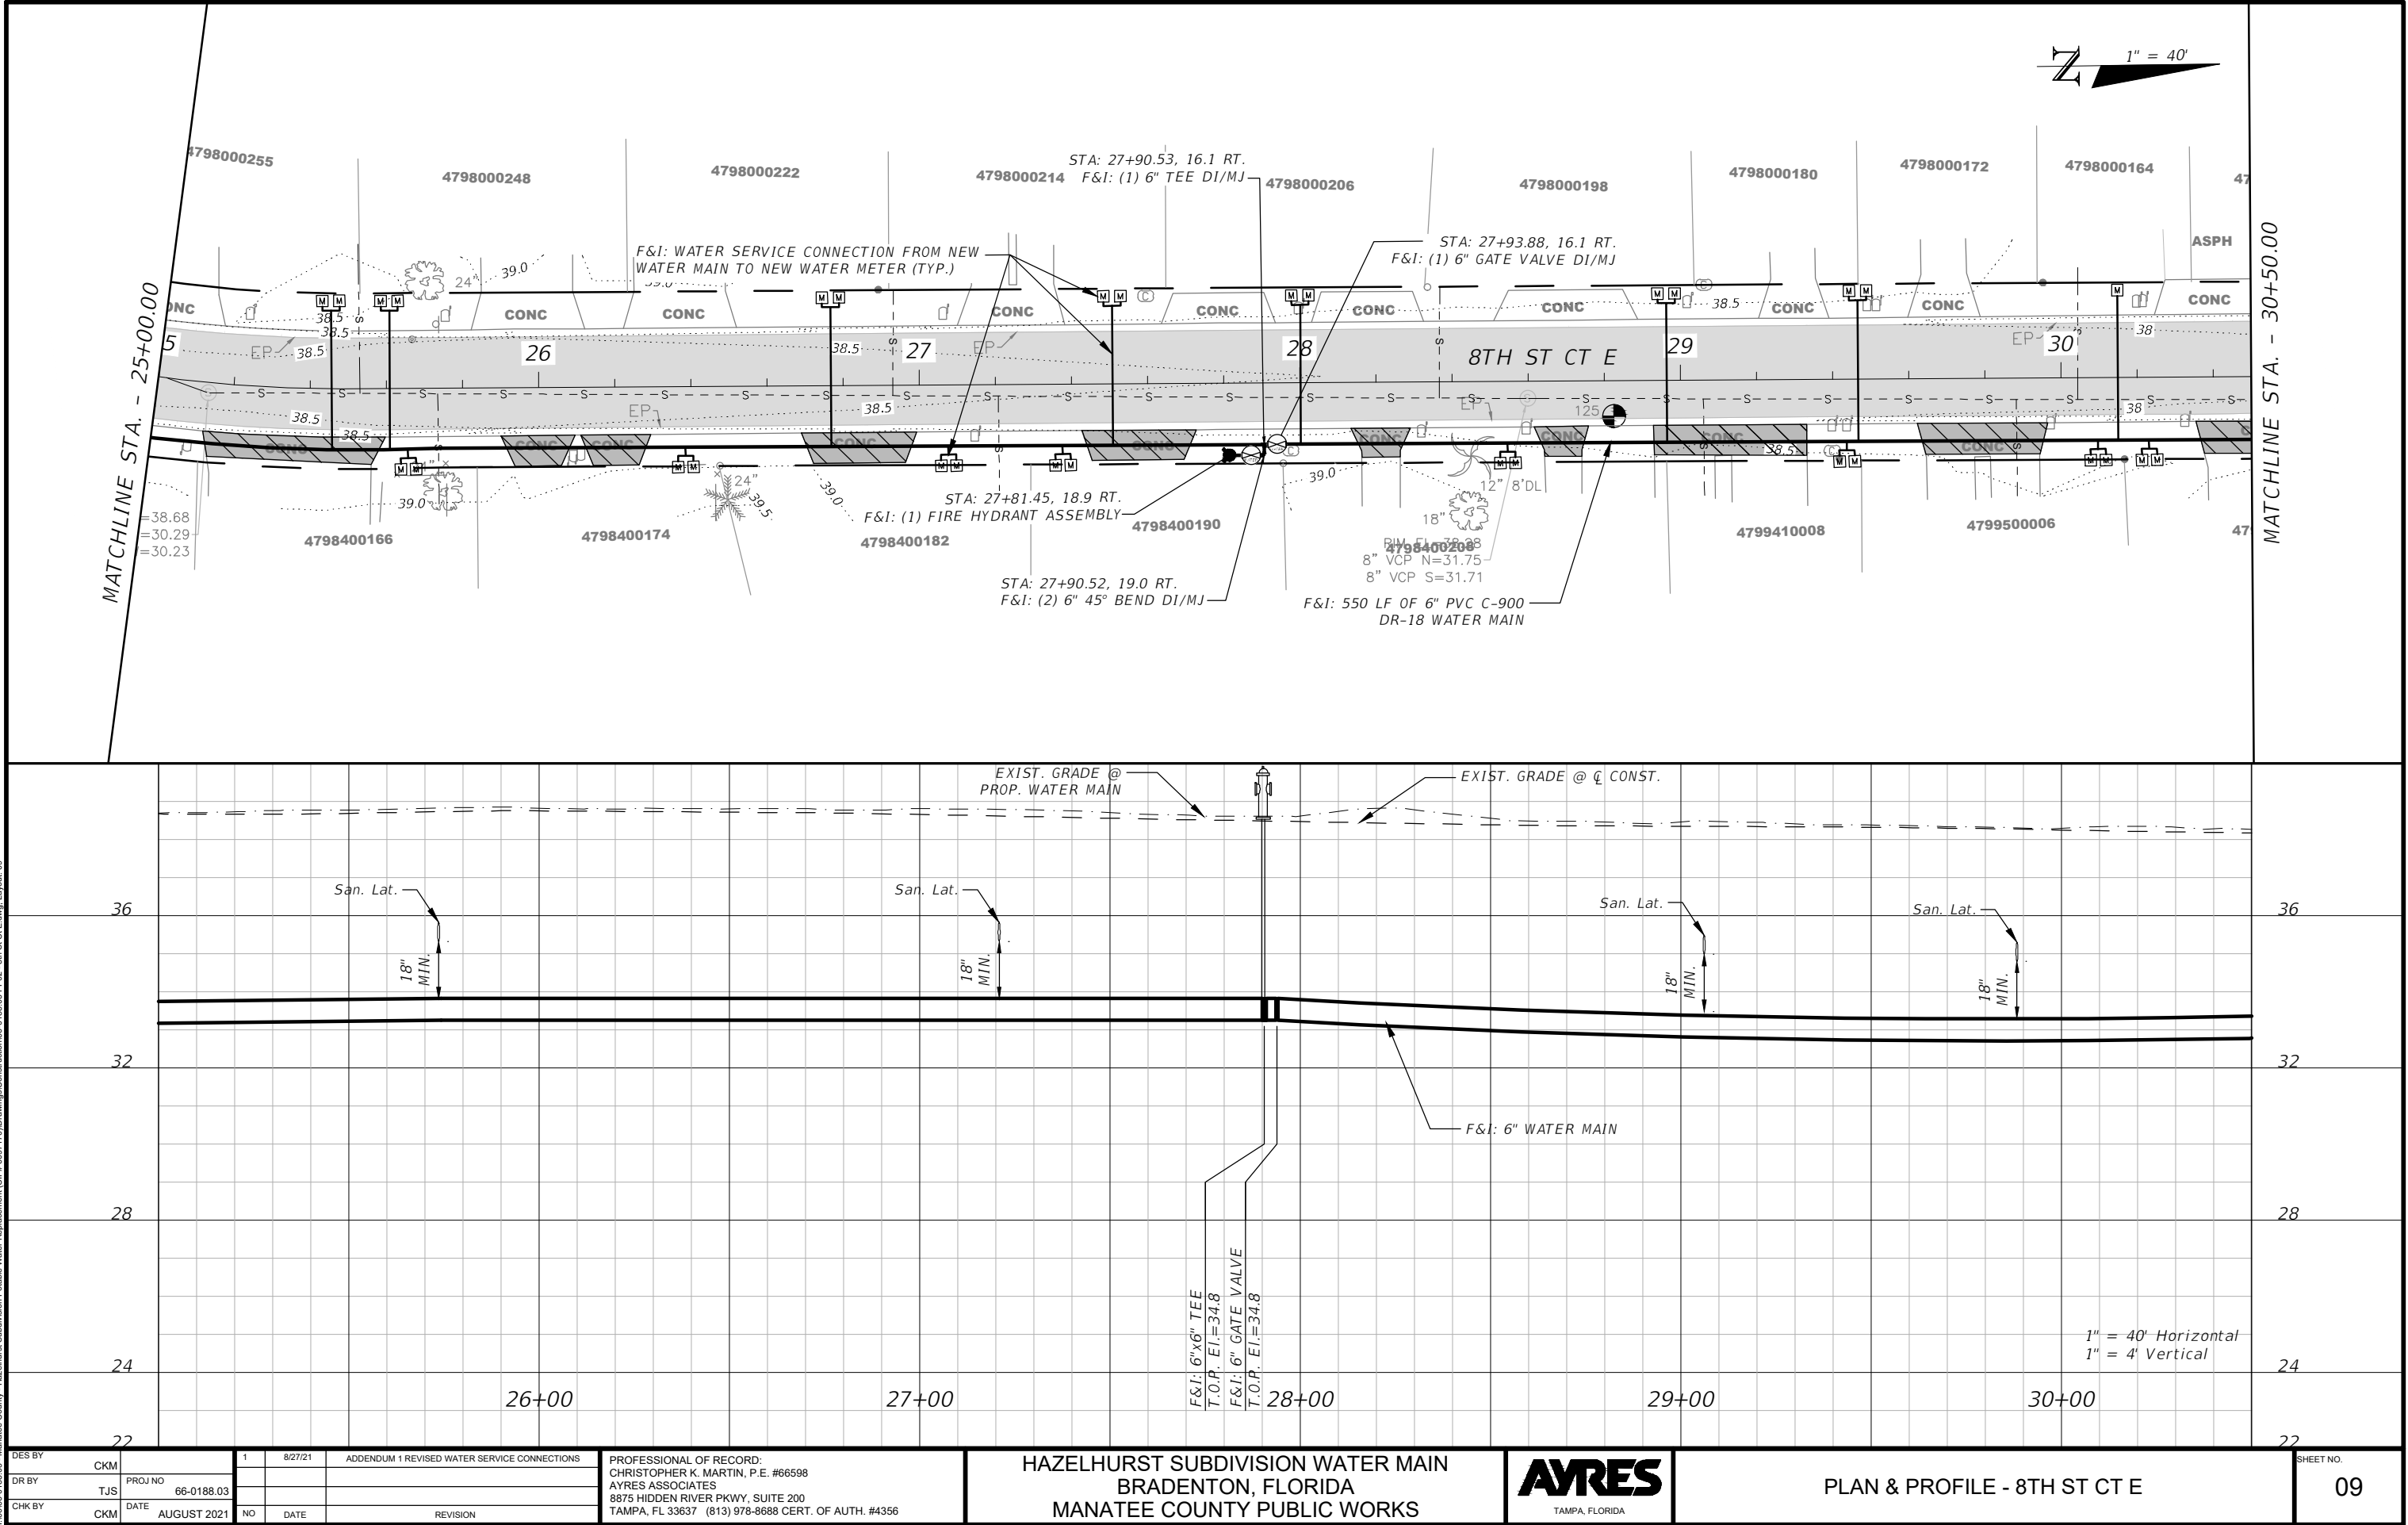 1" = 40'
Z
MATCHLINE STA. - 25+00.00
MATCHLINE STA. - 30+50.00
4798000255
4798000248
4798000222
4798000214
4798000206
4798000198
4798000180
4798000172
4798000164
47
STA: 27+90.53, 16.1 RT.
F&I: (1) 6" TEE DI/MJ
STA: 27+93.88, 16.1 RT.
F&I: (1) 6" GATE VALVE DI/MJ
F&I: WATER SERVICE CONNECTION FROM NEW
WATER MAIN TO NEW WATER METER (TYP.)
ASPH
24"
39.0
39.0
M M M M M M M M M M M M M M M
ONC
CONC
CONC
CONC
CONC
CONC
CONC
CONC
CONC
CONC
38.5
38.5
38.5
38.5
38.5
38
5
26
27
28
29
30
EP
EP
EP
8TH ST CT E
S S S S S S S S S S S S S S S S S S S S S S S S S
38.5
38.5
38.5
38
EP
EP
125
CONC
CONC
CONC
CONC
CONC
CONC
CONC
CONC
CONC
C
38.5
M M M M M M M M M M M M M M M M
39.0
24"
39.5
39.0
39.0
12" 8'DL
18"
=38.68
=30.29
=30.23
4798400166
4798400174
4798400182
4798400190
4798400208
4799410008
4799500006
8" VCP N=31.75
8" VCP S=31.71
STA: 27+81.45, 18.9 RT.
F&I: (1) FIRE HYDRANT ASSEMBLY
STA: 27+90.52, 19.0 RT.
F&I: (2) 6" 45° BEND DI/MJ
F&I: 550 LF OF 6" PVC C-900
DR-18 WATER MAIN
EXIST. GRADE @
PROP. WATER MAIN
EXIST. GRADE @ ℄ CONST.
San. Lat.
18"
MIN.
San. Lat.
18"
MIN.
San. Lat.
18"
MIN.
San. Lat.
18"
MIN.
36
36
32
32
28
28
24
24
22
22
F&I: 6" WATER MAIN
F&I: 6"x6" TEE
T.O.P. El.=34.8
F&I: 6" GATE VALVE
T.O.P. El.=34.8
1" = 40' Horizontal
1" = 4' Vertical
26+00
27+00
28+00
29+00
30+00
DES BY
CKM
DR BY
TJS
CHK BY
CKM
PROJ NO
66-0188.03
DATE
AUGUST 2021
1 8/27/21 ADDENDUM 1 REVISED WATER SERVICE CONNECTIONS
NO DATE REVISION
PROFESSIONAL OF RECORD:
CHRISTOPHER K. MARTIN, P.E. #66598
AYRES ASSOCIATES
8875 HIDDEN RIVER PKWY, SUITE 200
TAMPA, FL 33637 (813) 978-8688 CERT. OF AUTH. #4356
HAZELHURST SUBDIVISION WATER MAIN
BRADENTON, FLORIDA
MANATEE COUNTY PUBLIC WORKS
AYRES
TAMPA, FLORIDA
PLAN & PROFILE - 8TH ST CT E
SHEET NO.
09